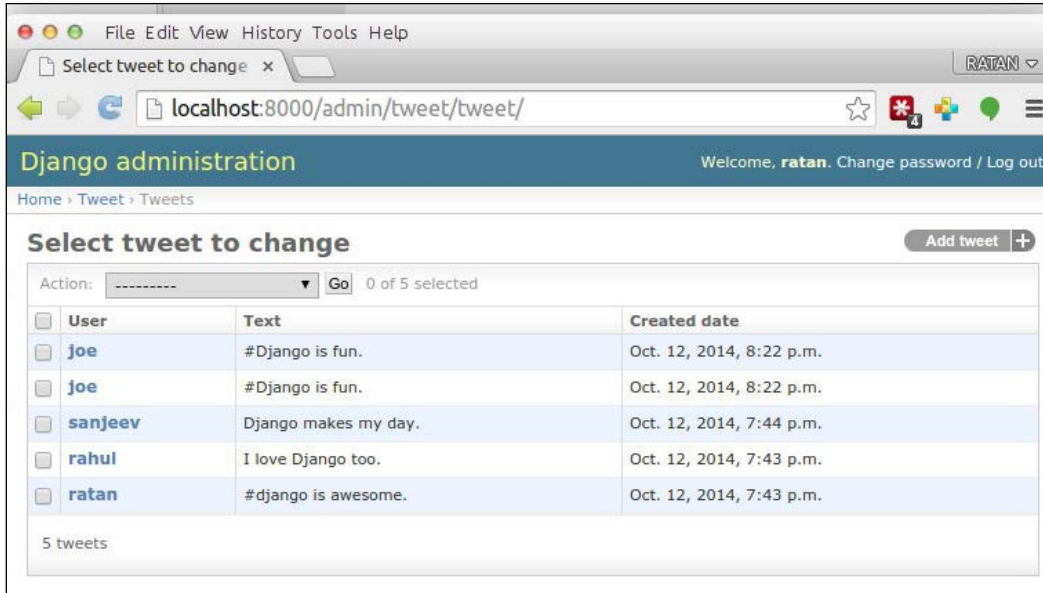 File Edit View History Tools Help
Select tweet to change ×
RATAN
localhost:8000/admin/tweet/tweet/
4
Django administration
Welcome, ratan. Change password / Log out
Home › Tweet › Tweets
Select tweet to change
Add tweet +
Action: --------- Go 0 of 5 selected
User Text Created date
joe #Django is fun. Oct. 12, 2014, 8:22 p.m.
joe #Django is fun. Oct. 12, 2014, 8:22 p.m.
sanjeev Django makes my day. Oct. 12, 2014, 7:44 p.m.
rahul I love Django too. Oct. 12, 2014, 7:43 p.m.
ratan #django is awesome. Oct. 12, 2014, 7:43 p.m.
5 tweets